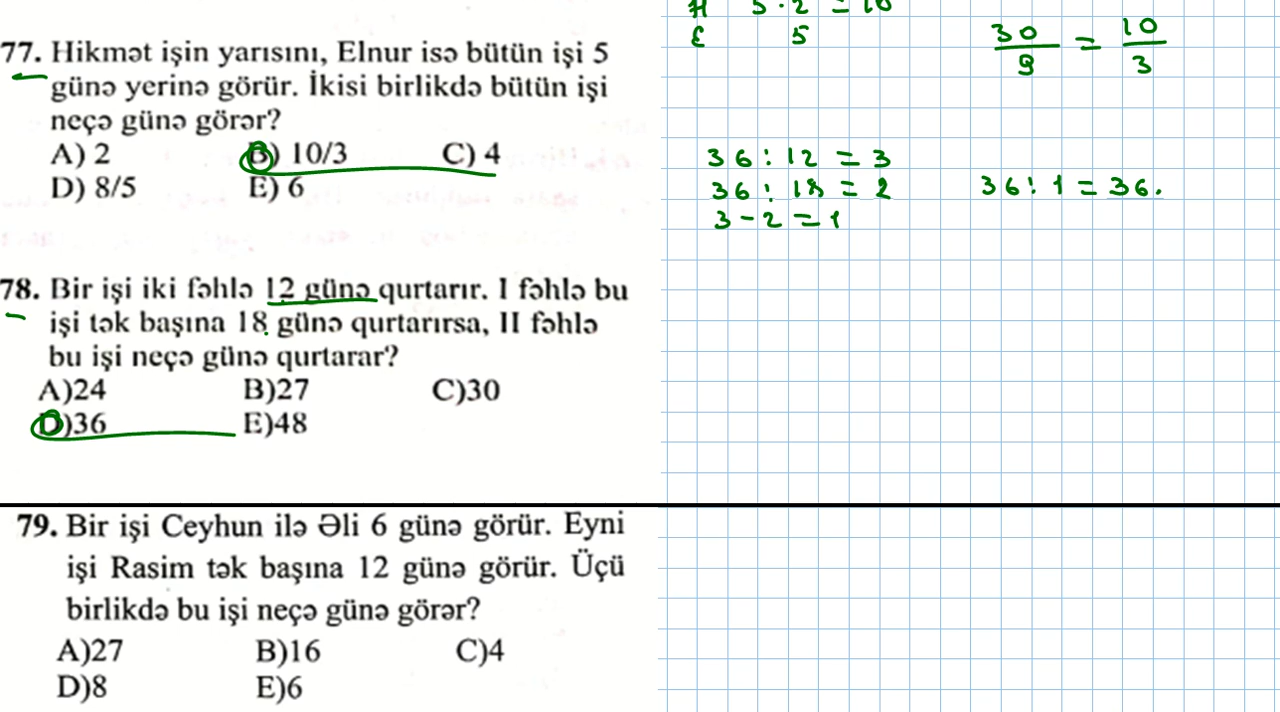 77. Hikmət işin yarısını, Elnur isə bütün işi 5
günə yerinə görür. İkisi birlikdə bütün işi
neçə günə görər?
A) 2 B) 10/3 C) 4
D) 8/5 E) 6
78. Bir işi iki fəhlə 12 günə qurtarır. I fəhlə bu
işi tək başına 18 günə qurtarırsa, II fəhlə
bu işi neçə günə qurtarar?
A)24 B)27 C)30
D)36 E)48
79. Bir işi Ceyhun ilə Əli 6 günə görür. Eyni
işi Rasim tək başına 12 günə görür. Üçü
birlikdə bu işi neçə günə görər?
A)27 B)16 C)4
D)8 E)6
H 5 · 2 = 10
E 5
30/9 = 10/3
36 : 12 = 3
36 : 18 = 2
3 - 2 = 1
36 : 1 = 36.